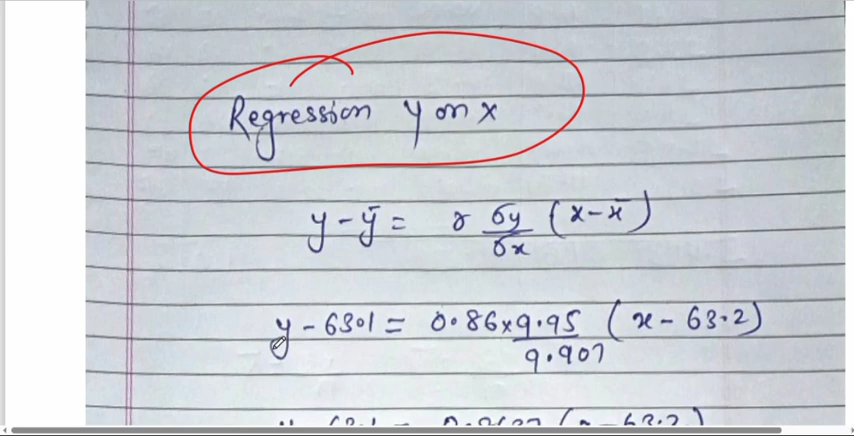 Regression y on x
y - ȳ = r σy/σx (x - x̄)
y - 63.1 = 0.86 × 9.95/9.907 (x - 63.2)